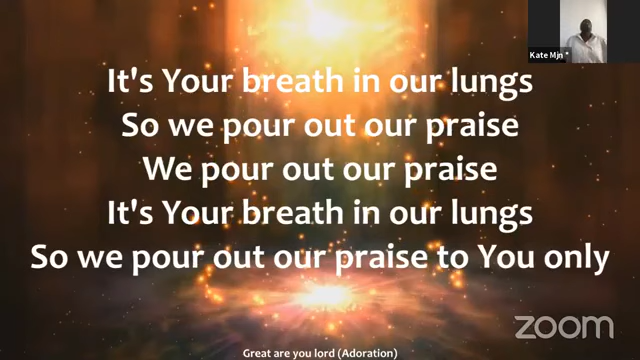 Kate Mjn *
It's Your breath in our lungs
So we pour out our praise
We pour out our praise
It's Your breath in our lungs
So we pour out our praise to You only
zoom
Great are you lord (Adoration)